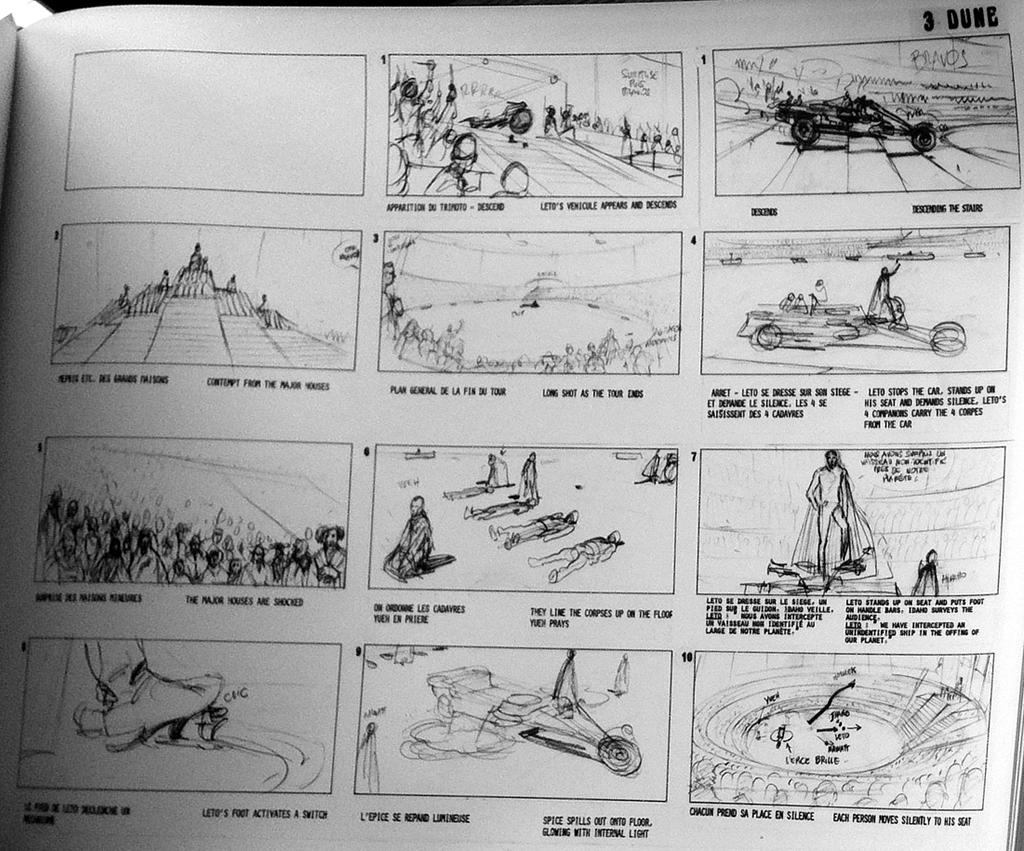 3 DUNE
1
RRRRR
SURPRISE
PUIS
BRAVOS
APPARITION DU TRIMOTO - DESCEND
LETO'S VEHICULE APPEARS AND DESCENDS
1
BRAVOS
DESCENDS
DESCENDING THE STAIRS
2
MEPRIS ETC. DES GRANDS MAISONS
CONTEMPT FROM THE MAJOR HOUSES
3
PLAN GENERAL DE LA FIN DU TOUR
LONG SHOT AS THE TOUR ENDS
4
ARRET - LETO SE DRESSE SUR SON SIEGE -
ET DEMANDE LE SILENCE, LES 4 SE
SAISISSENT DES 4 CADAVRES
LETO STOPS THE CAR, STANDS UP ON
HIS SEAT AND DEMANDS SILENCE, LETO'S
4 COMPANONS CARRY THE 4 CORPES
FROM THE CAR
5
SURPRISE DES MAISONS MINEURES
THE MAJOR HOUSES ARE SHOCKED
6
YUEH
ON ORDONNE LES CADAVRES
YUEH EN PRIERE
THEY LINE THE CORPSES UP ON THE FLOOR
YUEH PRAYS
7
NOUS AVONS SURPRIS UN
VAISSEAU NON IDENTIFIE
PRES DE NOTRE
PLANETE!
LETO SE DRESSE SUR LE SIEGE, UN
PIED SUR LE GUIDON. IDAHO VEILLE.
LETO : " NOUS AVONS INTERCEPTE
UN VAISSEAU NON IDENTIFIÉ AU
LARGE DE NOTRE PLANÈTE."
LETO STANDS UP ON SEAT AND PUTS FOOT
ON HANDLE BARS. IDAHO SURVEYS THE
AUDIENCE.
LETO : "WE HAVE INTERCEPTED AN
UNINDENTIFIED SHIP IN THE OFFING OF
OUR PLANET."
8
CLIC
LE PIED DE LETO DECLENCHE UN
LETO'S FOOT ACTIVATES A SWITCH
9
L'EPICE SE REPAND LUMINEUSE
SPICE SPILLS OUT ONTO FLOOR,
GLOWING WITH INTERNAL LIGHT
10
YUEH
IDAHO
LETO
L'EPICE BRILLE
CHACUN PREND SA PLACE EN SILENCE
EACH PERSON MOVES SILENTLY TO HIS SEAT